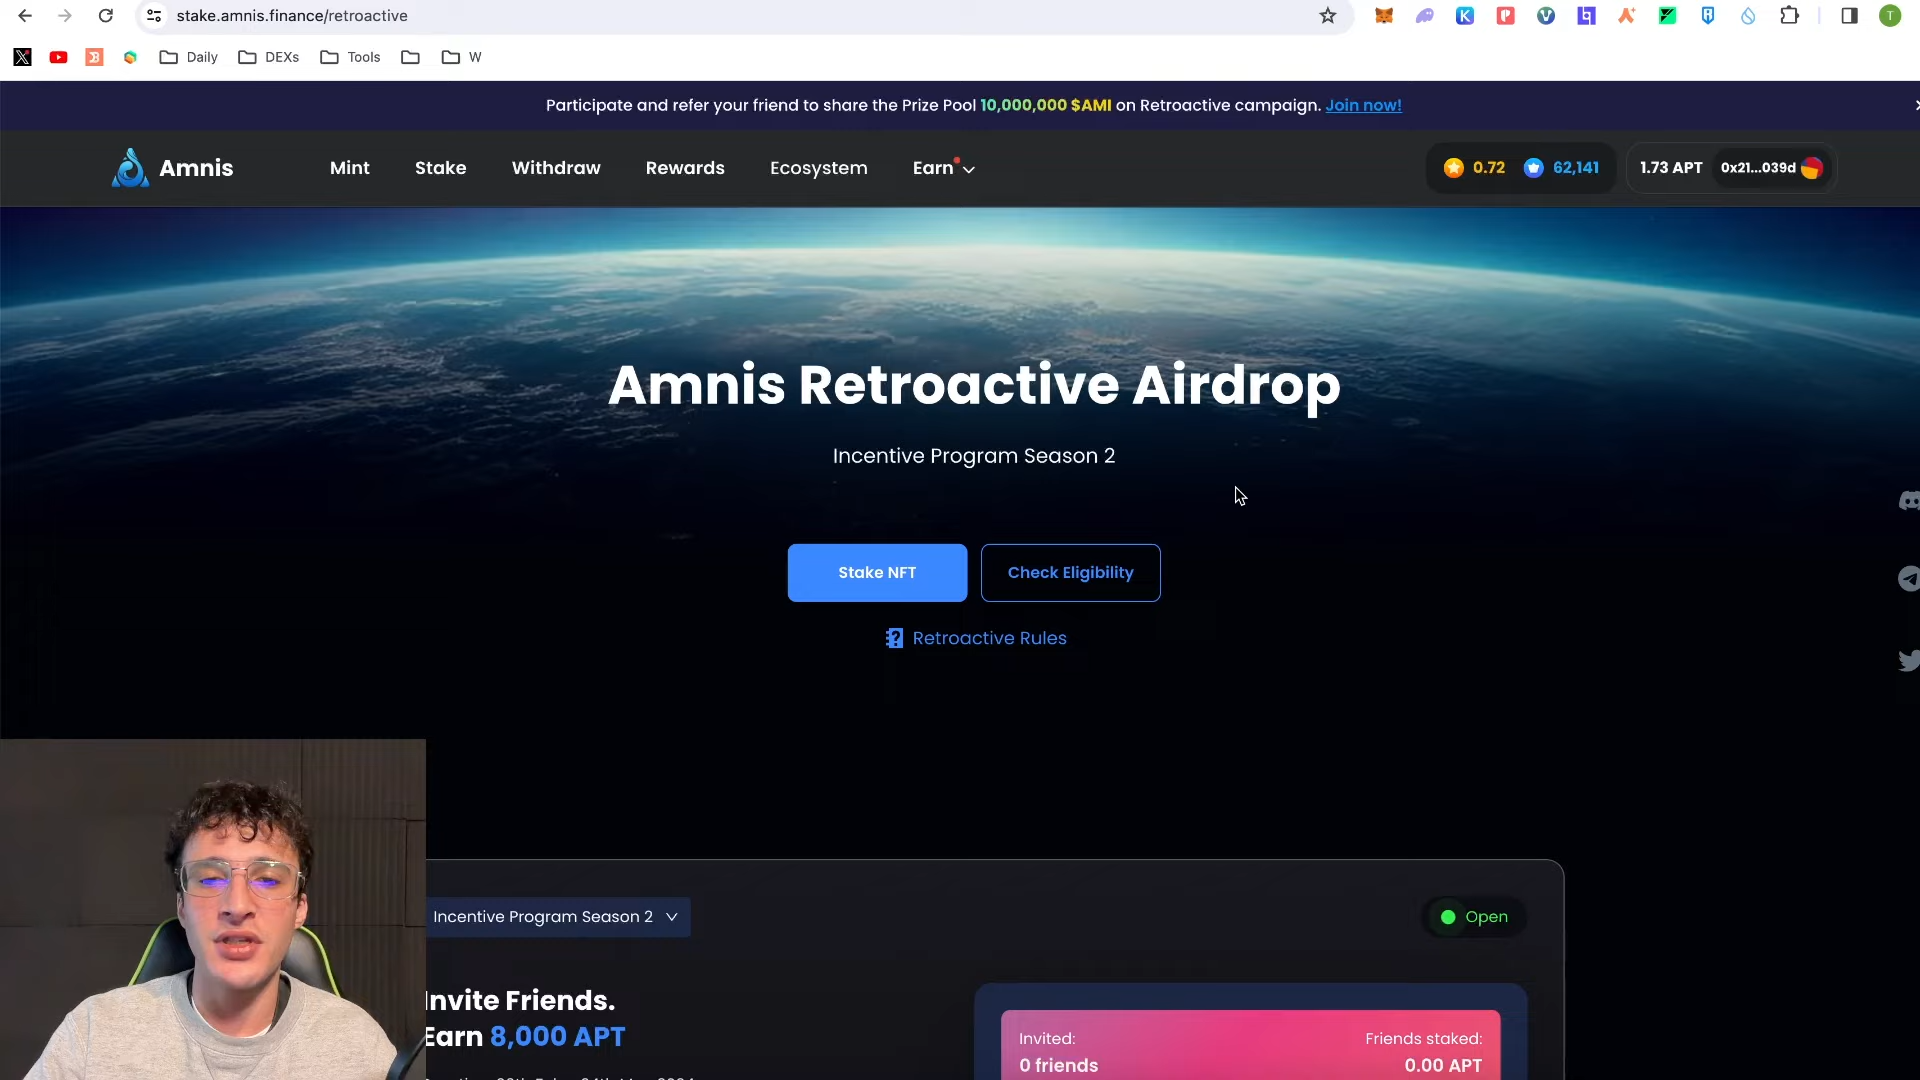 stake.amnis.finance/retroactive
T
Daily
DEXs
Tools
W
Participate and refer your friend to share the Prize Pool 10,000,000 $AMI on Retroactive campaign. Join now!
Amnis
Mint
Stake
Withdraw
Rewards
Ecosystem
Earn
0.72
62,141
1.73 APT
0x21...039d
Amnis Retroactive Airdrop
Incentive Program Season 2
Stake NFT
Check Eligibility
Retroactive Rules
Incentive Program Season 2
Open
Invite Friends.
Earn 8,000 APT
Invited:
0 friends
Friends staked:
0.00 APT